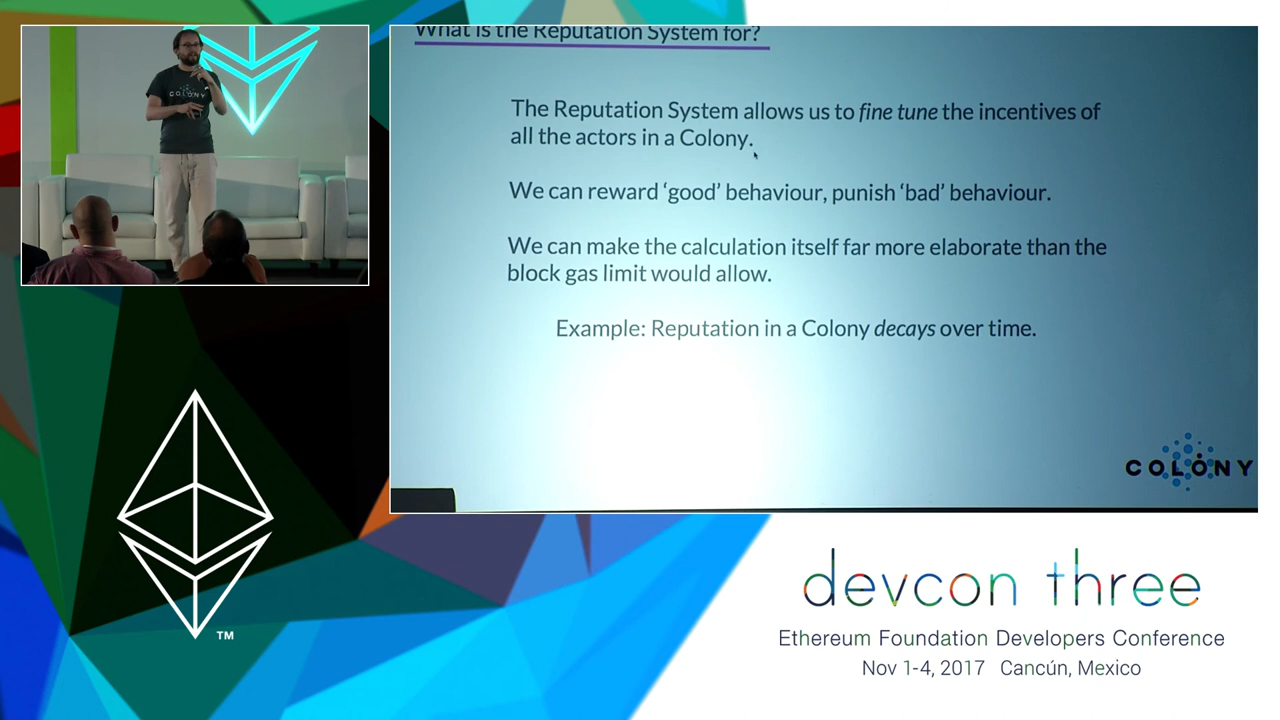 What is the Reputation System for?
The Reputation System allows us to fine tune the incentives of
all the actors in a Colony.
We can reward ‘good’ behaviour, punish ‘bad’ behaviour.
We can make the calculation itself far more elaborate than the
block gas limit would allow.
Example: Reputation in a Colony decays over time.
COLONY
COLONY
TM
devcon three
Ethereum Foundation Developers Conference
Nov 1-4, 2017 Cancún, Mexico